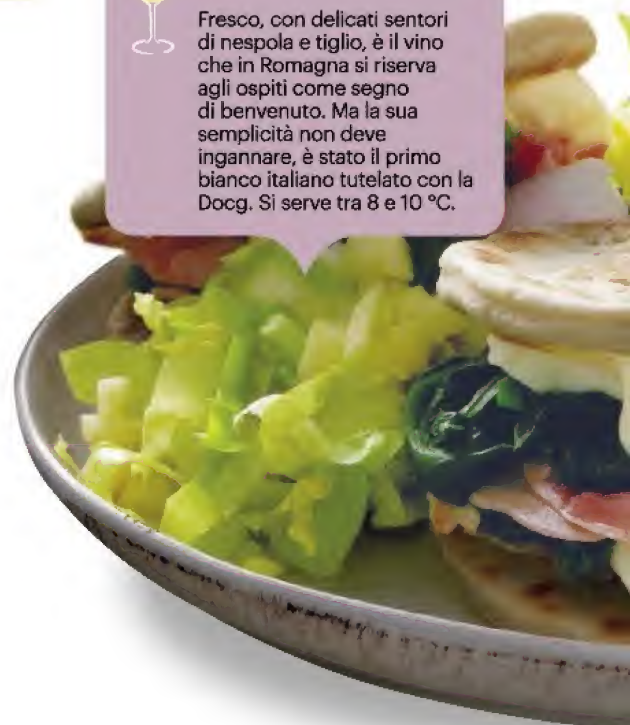 Fresco, con delicati sentori
di nespola e tiglio, è il vino
che in Romagna si riserva
agli ospiti come segno
di benvenuto. Ma la sua
semplicità non deve
ingannare, è stato il primo
bianco italiano tutelato con la
Docg. Si serve tra 8 e 10 °C.